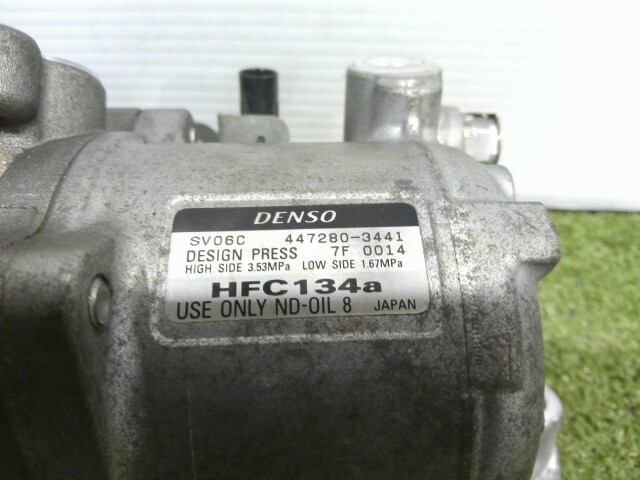 DENSO
SV06C 447280-3441
DESIGN PRESS 7F 0014
HIGH SIDE 3.53MPa LOW SIDE 1.67MPa
HFC134a
USE ONLY ND-OIL 8 JAPAN